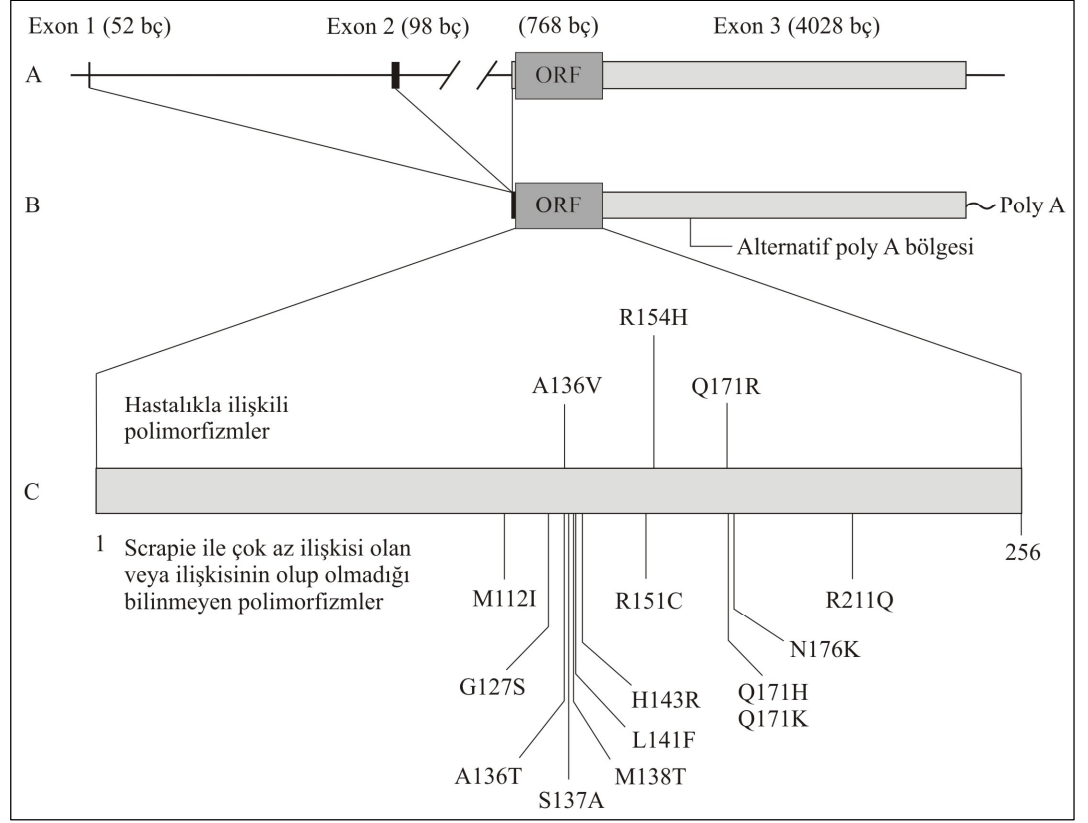 Exon 1 (52 bç)
Exon 2 (98 bç)
(768 bç)
Exon 3 (4028 bç)
A
ORF
B
ORF
Poly A
Alternatif poly A bölgesi
R154H
A136V
Q171R
Hastalıkla ilişkili
polimorfizmler
C
1
Scrapie ile çok az ilişkisi olan
veya ilişkisinin olup olmadığı
bilinmeyen polimorfizmler
256
M112I
R151C
R211Q
N176K
G127S
H143R
Q171H
Q171K
L141F
A136T
M138T
S137A